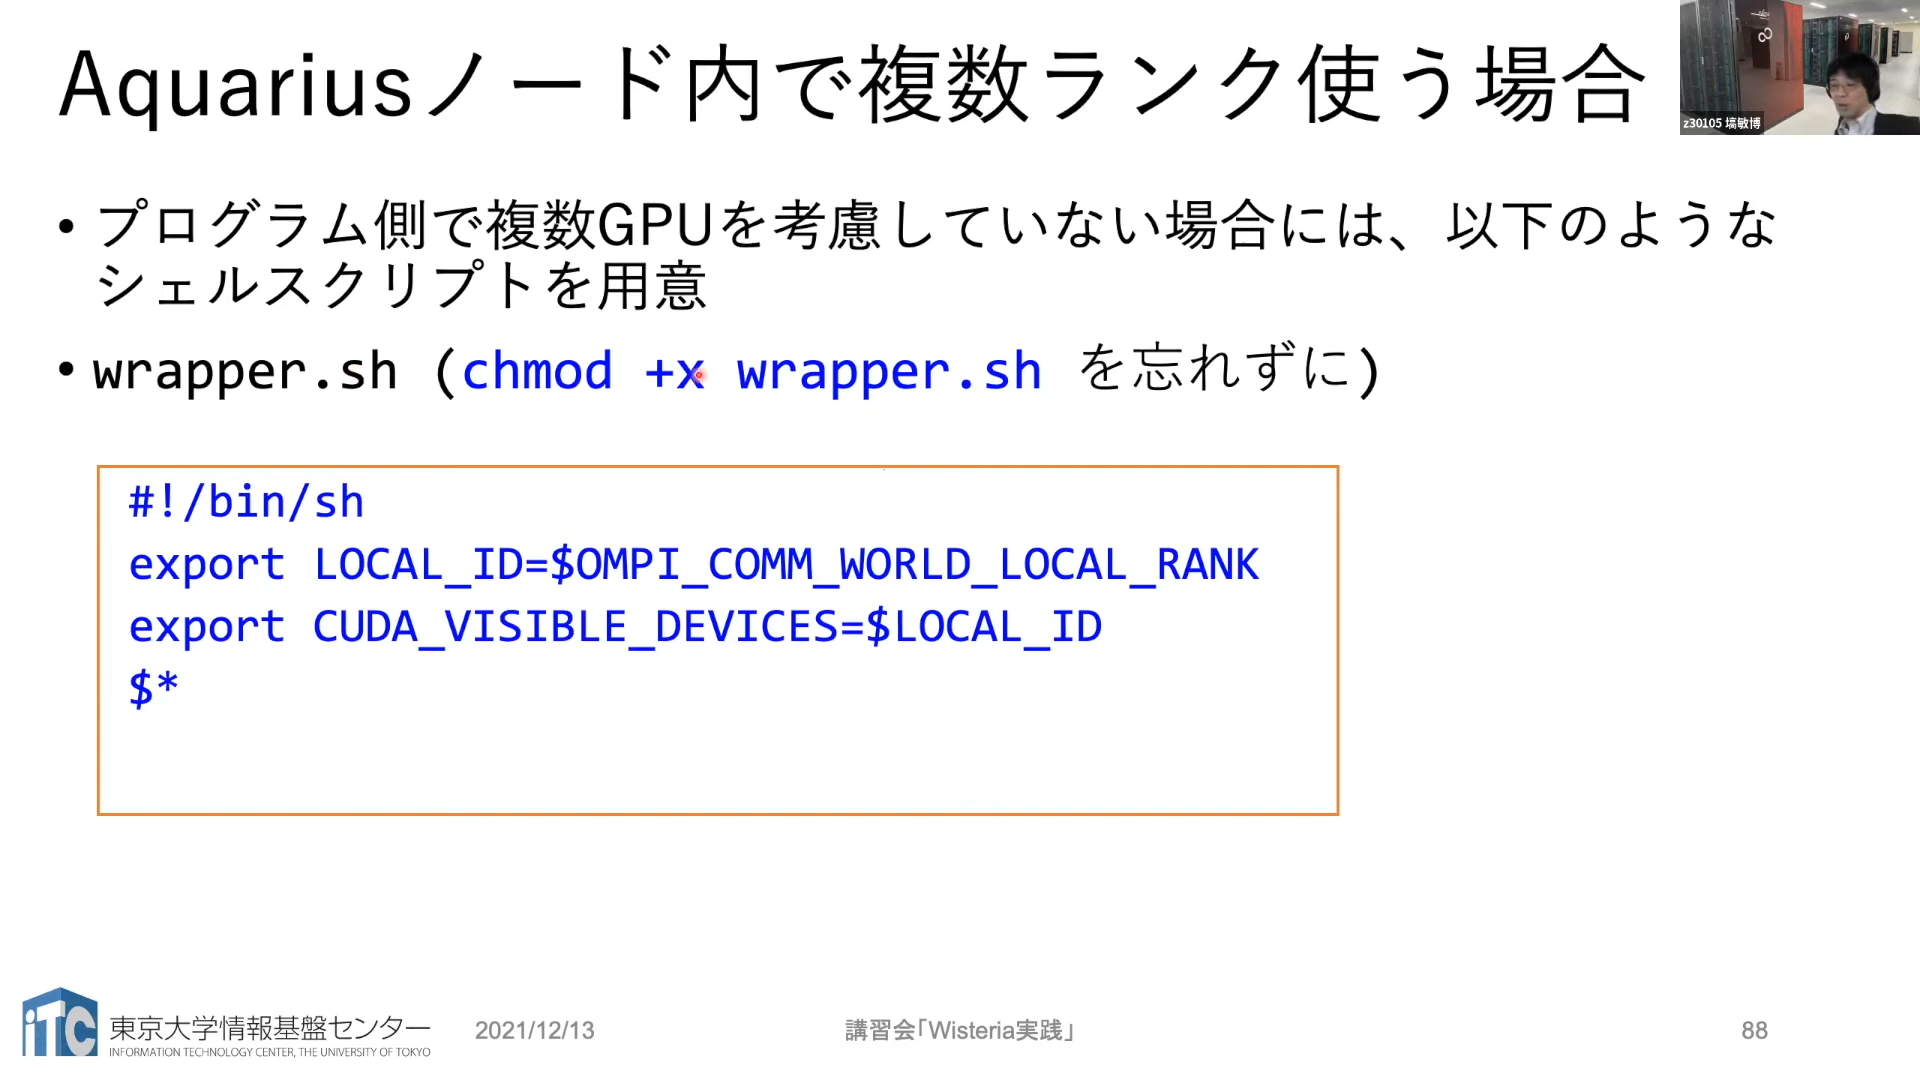 Aquariusノード内で複数ランク使う場合
z30105 塙敏博
• プログラム側で複数GPUを考慮していない場合には、以下のような
シェルスクリプトを用意
• wrapper.sh (chmod +x wrapper.sh を忘れずに)
#!/bin/sh
export LOCAL_ID=$OMPI_COMM_WORLD_LOCAL_RANK
export CUDA_VISIBLE_DEVICES=$LOCAL_ID
$*
iTC
東京大学情報基盤センター
INFORMATION TECHNOLOGY CENTER, THE UNIVERSITY OF TOKYO
2021/12/13
講習会「Wisteria実践」
88